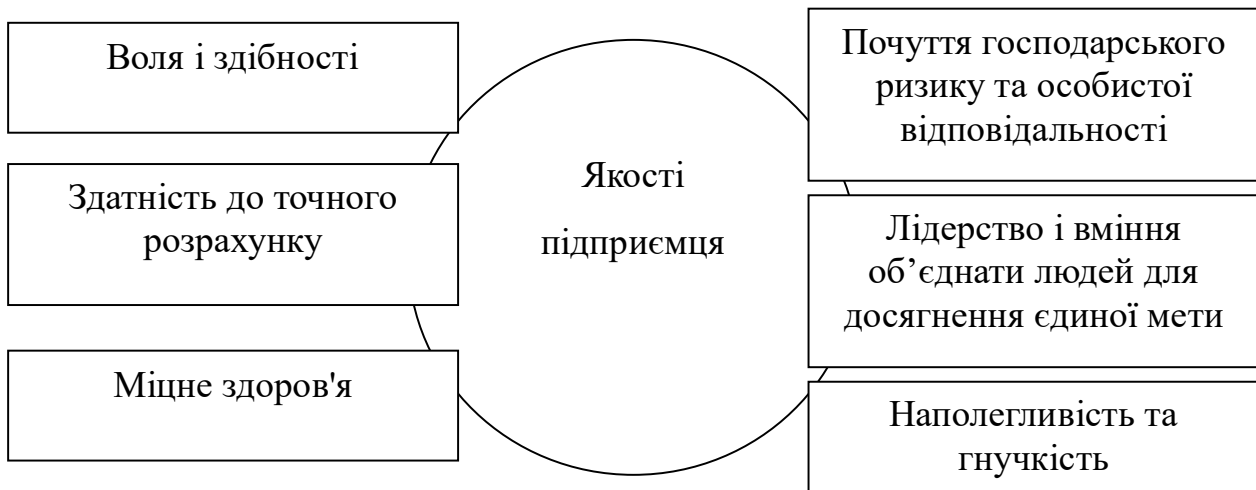 Воля і здібності
Здатність до точного
розрахунку
Міцне здоров'я
Якості
підприємця
Почуття господарського
ризику та особистої
відповідальності
Лідерство і вміння
об’єднати людей для
досягнення єдиної мети
Наполегливість та
гнучкість